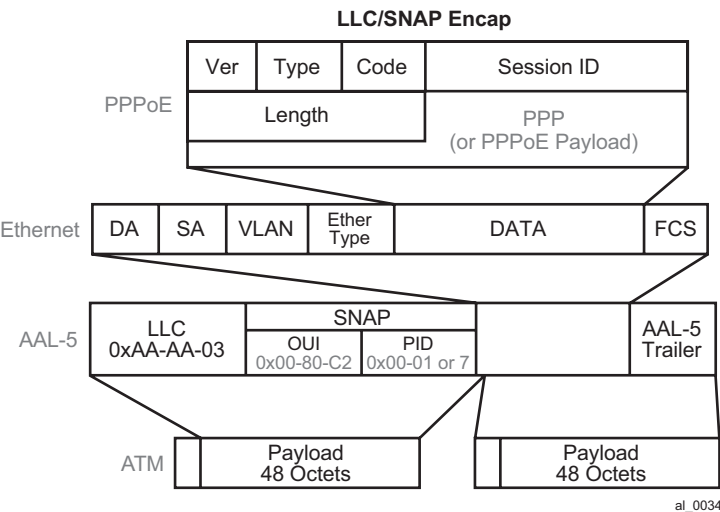 LLC/SNAP Encap
Ver Type Code Session ID
PPPoE
Length
PPP
(or PPPoE Payload)
Ethernet DA SA VLAN Ether Type DATA FCS
AAL-5
LLC
0xAA-AA-03
SNAP
OUI
0x00-80-C2
PID
0x00-01 or 7
AAL-5
Trailer
ATM
Payload
48 Octets
Payload
48 Octets
al_0034